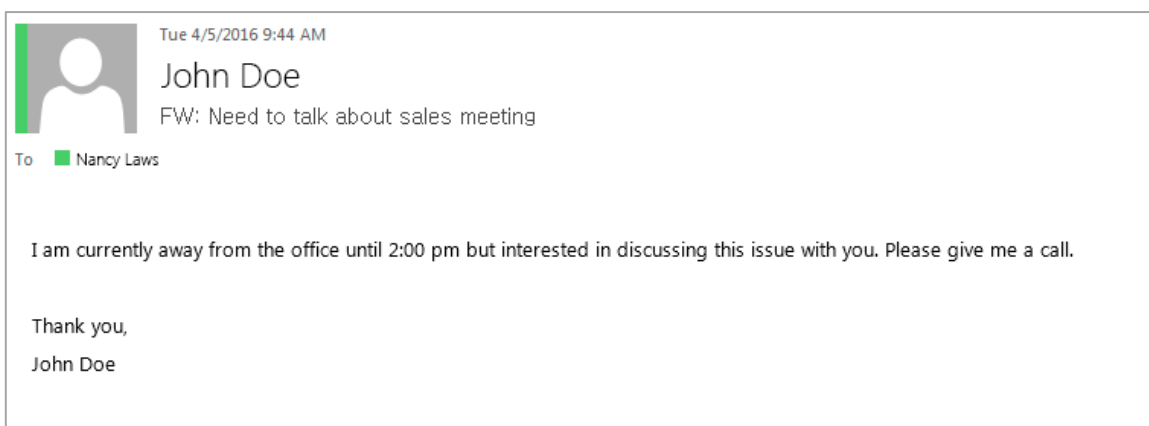 Tue 4/5/2016 9:44 AM
John Doe
FW: Need to talk about sales meeting
To Nancy Laws
I am currently away from the office until 2:00 pm but interested in discussing this issue with you. Please give me a call.
Thank you,
John Doe